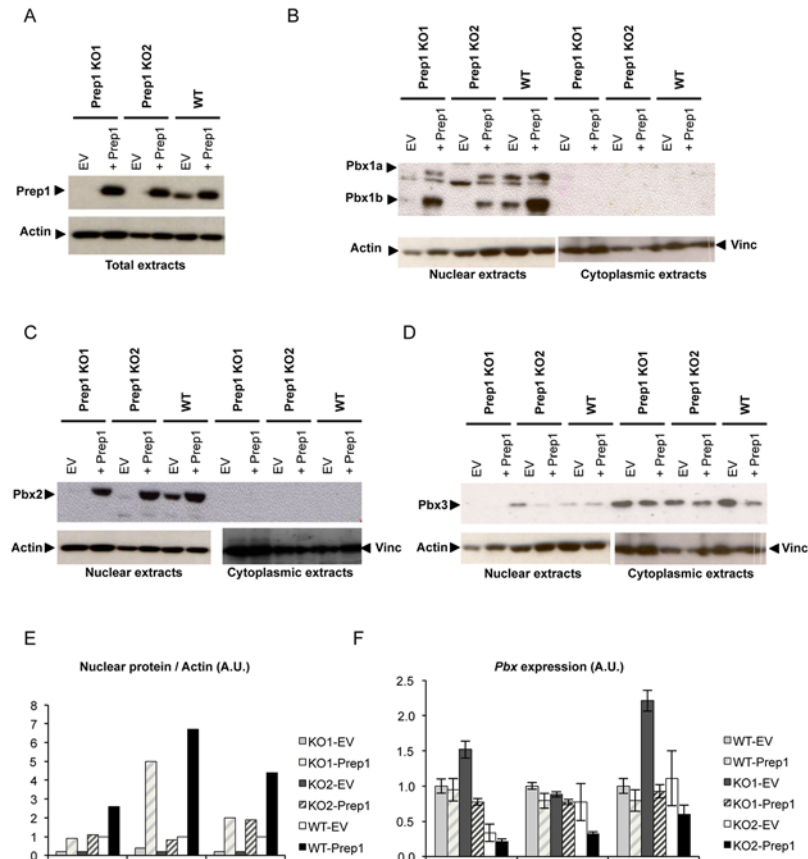 A
Prep1 KO1
Prep1 KO2
WT
EV
+ Prep1
EV
+ Prep1
EV
+ Prep1
Prep1
Actin
Total extracts
B
Prep1 KO1
Prep1 KO2
WT
Prep1 KO1
Prep1 KO2
WT
EV
+ Prep1
EV
+ Prep1
EV
+ Prep1
EV
+ Prep1
EV
+ Prep1
EV
+ Prep1
Pbx1a
Pbx1b
Actin
Vinc
Nuclear extracts
Cytoplasmic extracts
C
Prep1 KO1
Prep1 KO2
WT
Prep1 KO1
Prep1 KO2
WT
EV
+ Prep1
EV
+ Prep1
EV
+ Prep1
EV
+ Prep1
EV
+ Prep1
EV
+ Prep1
Pbx2
Actin
Vinc
Nuclear extracts
Cytoplasmic extracts
D
Prep1 KO1
Prep1 KO2
WT
Prep1 KO1
Prep1 KO2
WT
EV
+ Prep1
EV
+ Prep1
EV
+ Prep1
EV
+ Prep1
EV
+ Prep1
EV
+ Prep1
Pbx3
Actin
Vinc
Nuclear extracts
Cytoplasmic extracts
E
Nuclear protein / Actin (A.U.)
8
7
6
5
4
3
2
1
0
KO1-EV
KO1-Prep1
KO2-EV
KO2-Prep1
WT-EV
WT-Prep1
F
Pbx expression (A.U.)
2.5
2.0
1.5
1.0
0.5
0.0
WT-EV
WT-Prep1
KO1-EV
KO1-Prep1
KO2-EV
KO2-Prep1